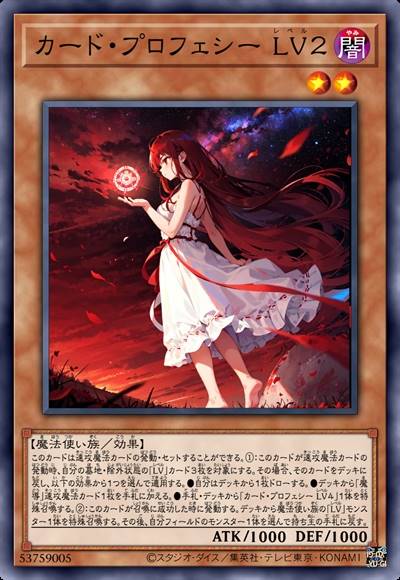 カード・プロフェシー LV2
レベル
闇
やみ
【魔法使い族／効果】
このカードは速攻魔法カードの発動・セットすることができる。①：このカードが速攻魔法カードの
発動時、自分の墓地・除外状態の「LV」カード3枚を対象にする。その場合、そのカードをデッキに
戻し、以下の効果から1つを選んで適用する。●自分はデッキから1枚ドローする。●デッキから「魔
導」速攻魔法カード1枚を手札に加える。●手札・デッキから「カード・プロフェシー LV4」1体を特
殊召喚する。②：このカードが召喚に成功した時に発動する。デッキから魔法使い族の「LV」モンス
ター1体を特殊召喚する。その後、自分フィールドのモンスター1体を選んで持ち主の手札に戻す。
ATK/1000 DEF/1000
53759005
©スタジオ・ダイス／集英社・テレビ東京・KONAMI